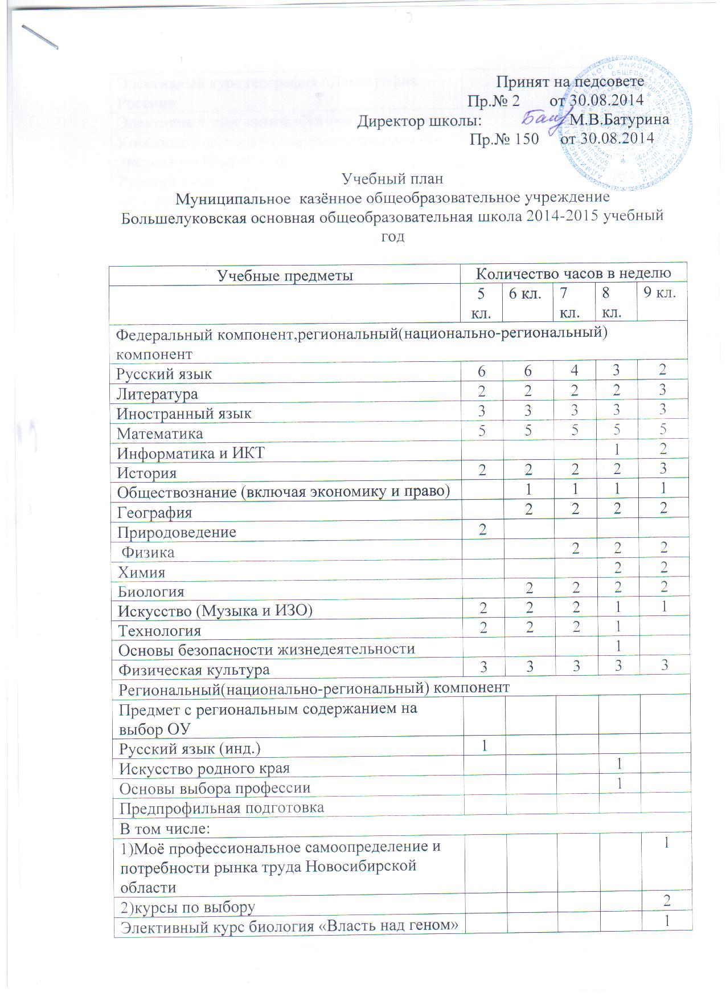 Принят на педсовете
Пр.№ 2 от 30.08.2014
Директор школы: М.В.Батурина
Пр.№ 150 от 30.08.2014
Учебный план
Муниципальное казённое общеобразовательное учреждение
Большелуковская основная общеобразовательная школа 2014-2015 учебный
год
Учебные предметы Количество часов в неделю
5 кл. 6 кл. 7 кл. 8 кл. 9 кл.
Федеральный компонент,региональный(национально-региональный)
компонент
Русский язык 6 6 4 3 2
Литература 2 2 2 2 3
Иностранный язык 3 3 3 3 3
Математика 5 5 5 5 5
Информатика и ИКТ 1 2
История 2 2 2 2 3
Обществознание (включая экономику и право) 1 1 1 1
География 2 2 2 2
Природоведение 2
Физика 2 2 2
Химия 2 2
Биология 2 2 2 2
Искусство (Музыка и ИЗО) 2 2 2 1 1
Технология 2 2 2 1
Основы безопасности жизнедеятельности 1
Физическая культура 3 3 3 3 3
Региональный(национально-региональный) компонент
Предмет с региональным содержанием на
выбор ОУ
Русский язык (инд.) 1
Искусство родного края 1
Основы выбора профессии 1
Предпрофильная подготовка
В том числе:
1)Моё профессиональное самоопределение и 1
потребности рынка труда Новосибирской
области
2)курсы по выбору 2
Элективный курс биология «Власть над геном» 1